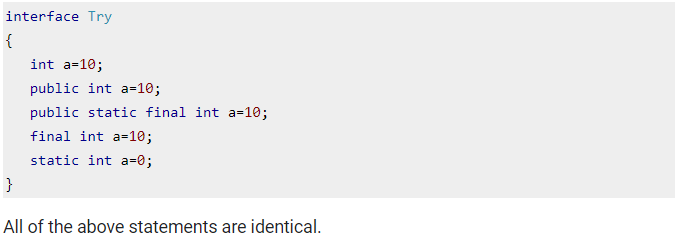 interface Try
{
int a=10;
public int a=10;
public static final int a=10;
final int a=10;
static int a=0;
}
All of the above statements are identical.